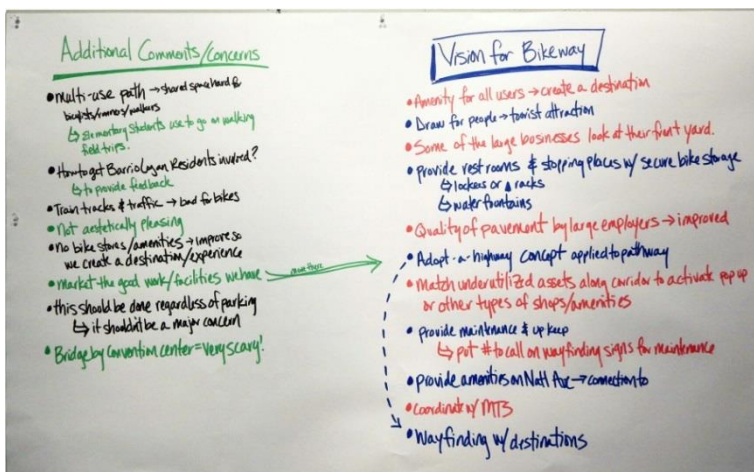 Additional Comments/concerns
• multi-use path → shared space hard for
bicyclists/runners/walkers
↳ Elementary students use to go on walking
field trips.
• How to get Barrio Logan Residents involved?
↳ to provide feedback
• Train tracks & traffic → bad for bikes
• Not aestetically pleasing
• no bike stores/amenities → improve so
we create a destination/experience
• market the good work/facilities we have
• this should be done regardless of parking
↳ it shouldn't be a major concern
• Bridge by convention center = very scary!
Vision for Bikeway
• Amenity for all users → create a destination
• Draw for people → tourist attraction
• Some of the large businesses look at their front yard.
• provide rest rooms & stopping places w/ secure bike storage
↳ lockers or racks
↳ water fountains
• Quality of pavement by large employers → improved
• Adopt-a-highway concept applied to pathway
• Match underutilized assets along corridor to activate pop up
or other types of shops/amenities
• provide maintenance & up keep
↳ put # to call on wayfinding signs for maintenance
• provide amenities on Nat'l Ave → connection to
• coordinate w/ MTS
• Wayfinding w/ destinations